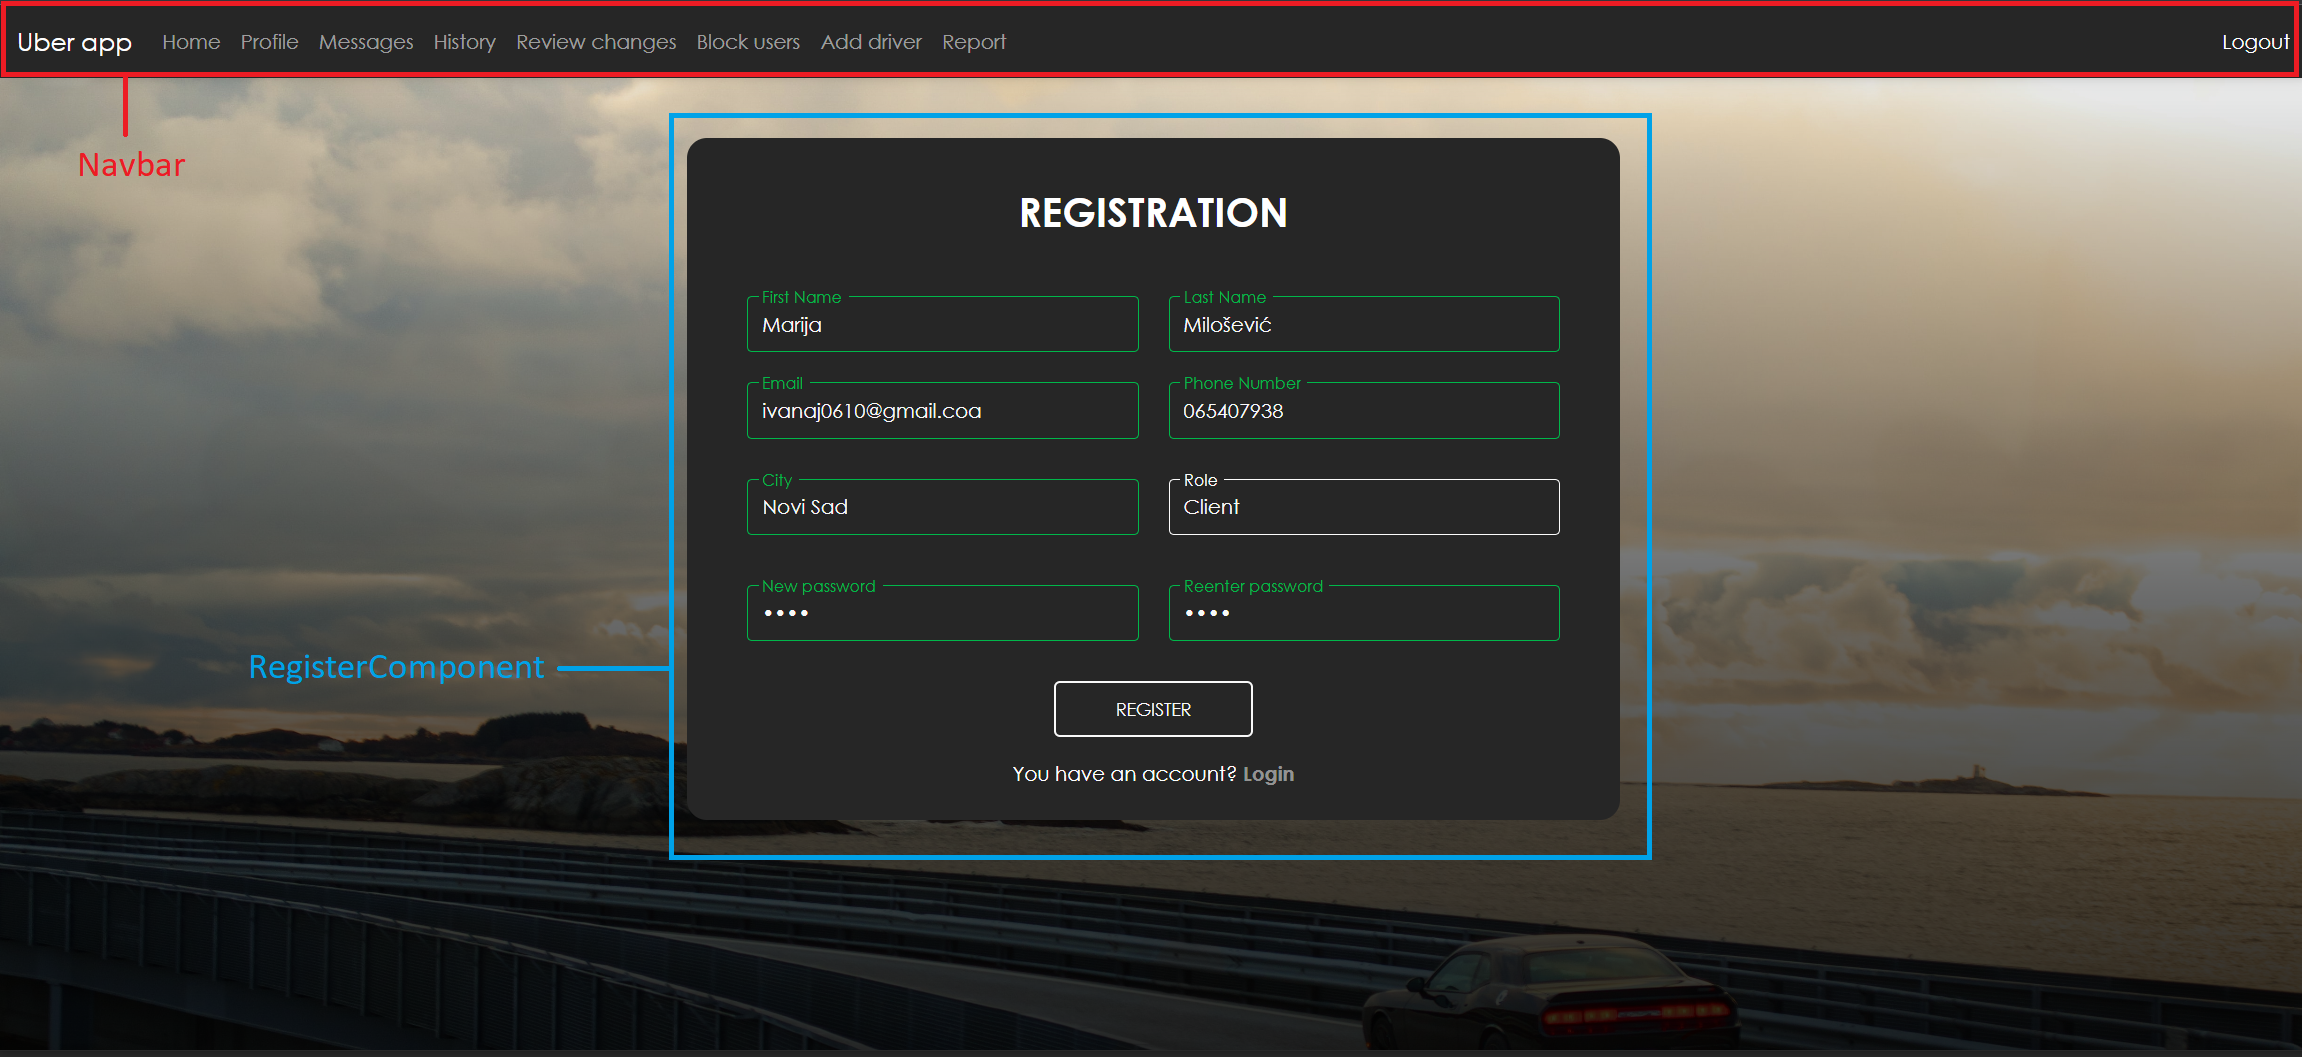 Uber app Home Profile Messages History Review changes Block users Add driver Report Logout
Navbar
REGISTRATION
First Name Last Name
Marija Milošević
Email Phone Number
ivanaj0610@gmail.coa 065407938
City Role
Novi Sad Client
New password Reenter password
•••• ••••
RegisterComponent
REGISTER
You have an account? Login